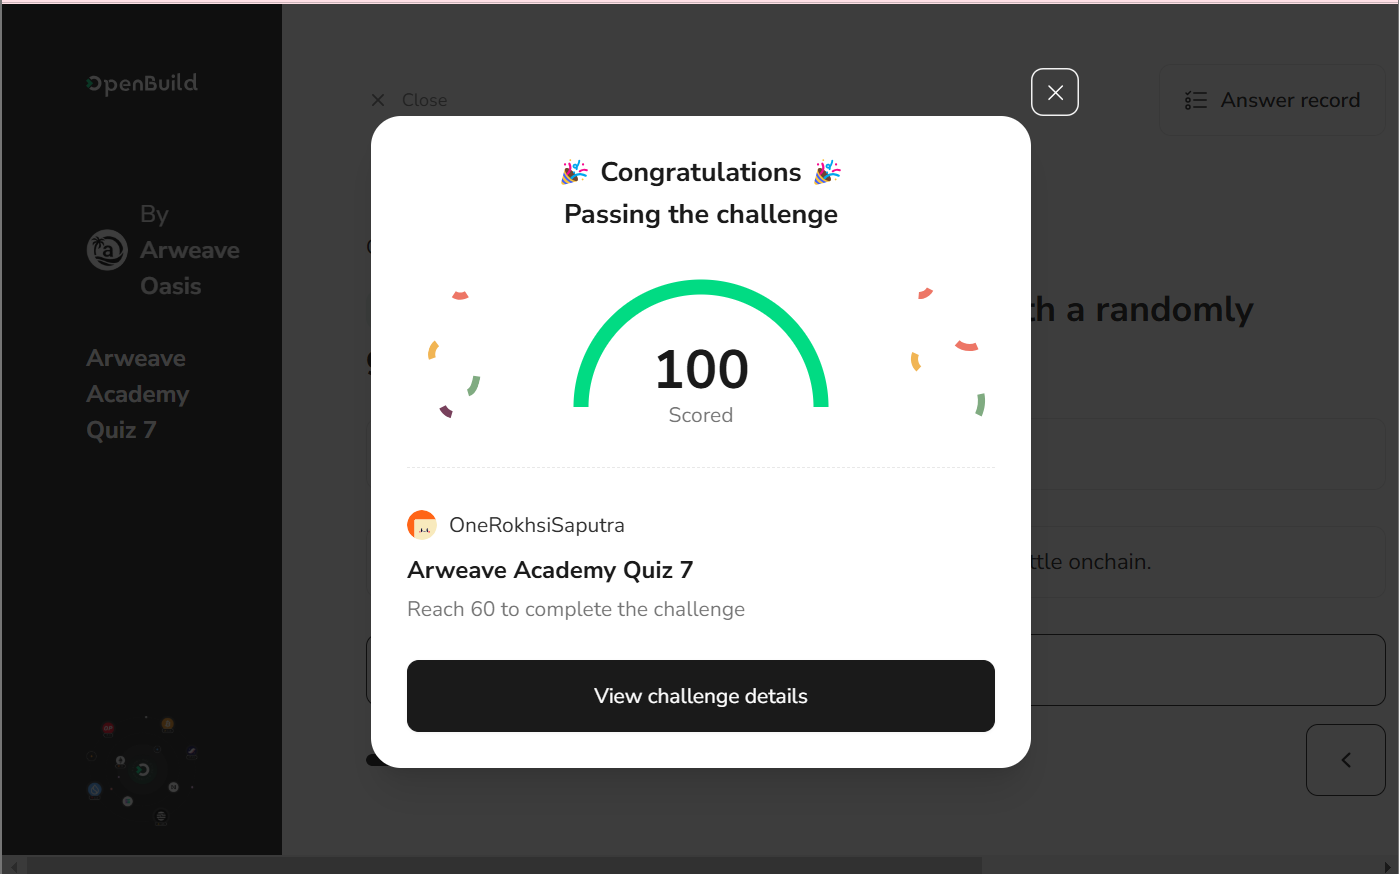 OpenBuild
By
Arweave
Oasis
Arweave
Academy
Quiz 7
Close
Answer record
th a randomly
ttle onchain.
Congratulations
Passing the challenge
100
Scored
OneRokhsiSaputra
Arweave Academy Quiz 7
Reach 60 to complete the challenge
View challenge details